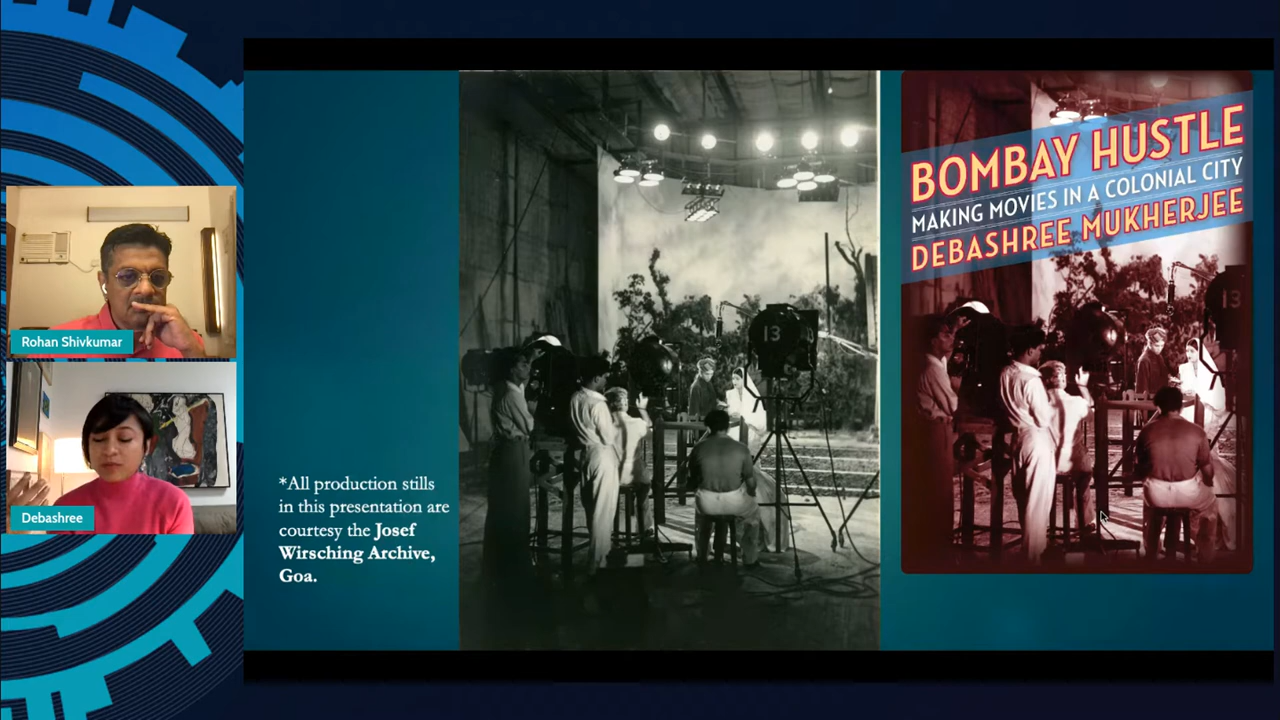 Rohan Shivkumar
Debashree
*All production stills
in this presentation are
courtesy the Josef
Wirsching Archive,
Goa.
13
BOMBAY HUSTLE
MAKING MOVIES IN A COLONIAL CITY
DEBASHREE MUKHERJEE
13